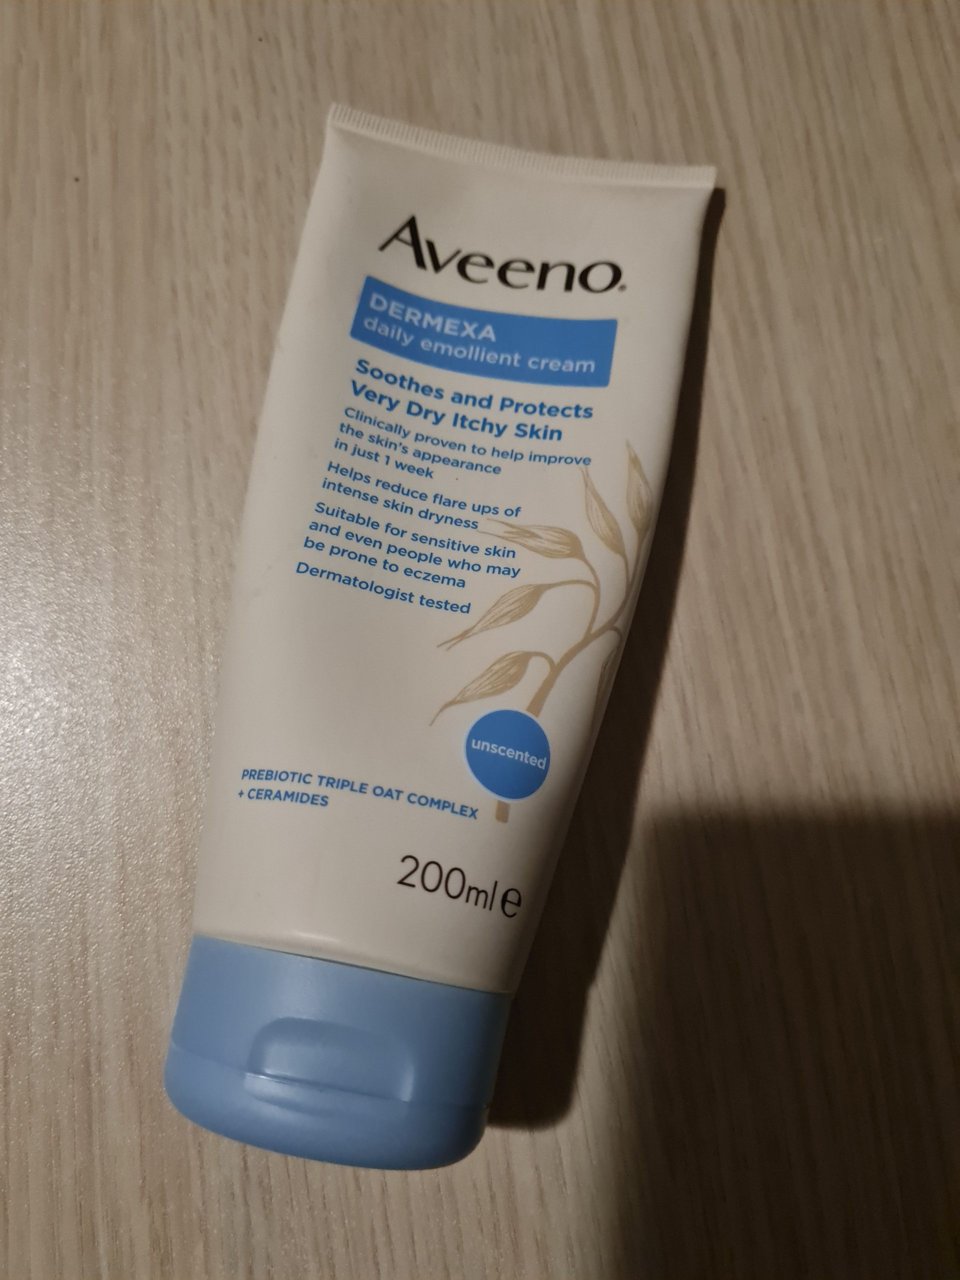 Aveeno.
DERMEXA
daily emollient cream
Soothes and Protects
Very Dry Itchy Skin
Clinically proven to help improve
the skin's appearance
in just 1 week
Helps reduce flare ups of
intense skin dryness
Suitable for sensitive skin
and even people who may
be prone to eczema
Dermatologist tested
unscented
PREBIOTIC TRIPLE OAT COMPLEX
+ CERAMIDES
200ml e